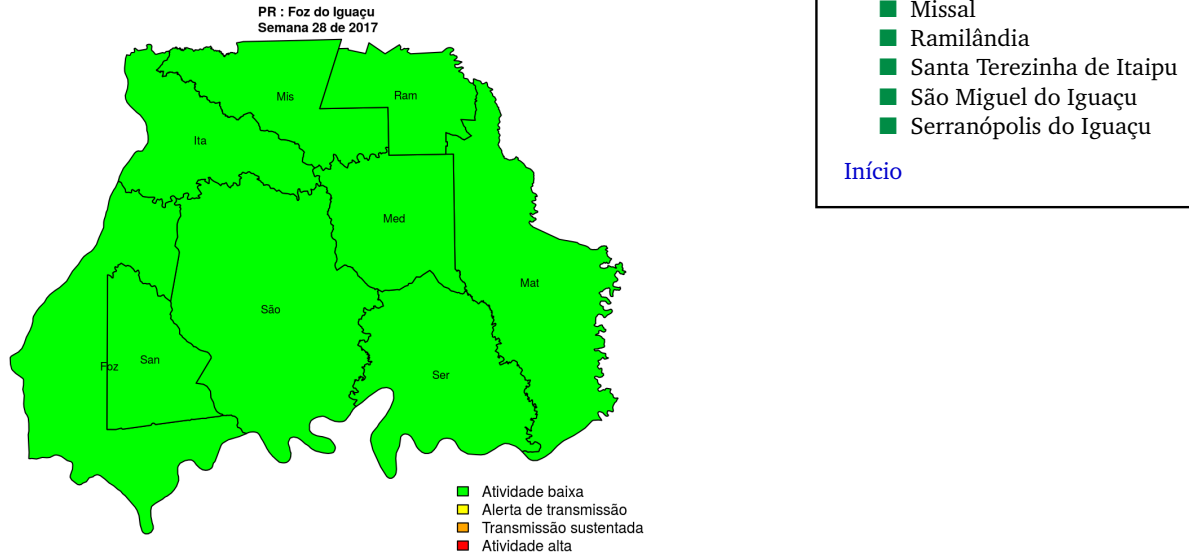 PR : Foz do Iguaçu
Semana 28 de 2017
Mis
Ram
Ita
Med
Mat
São
San
Foz
Ser
Atividade baixa
Alerta de transmissão
Transmissão sustentada
Atividade alta
Missal
Ramilândia
Santa Terezinha de Itaipu
São Miguel do Iguaçu
Serranópolis do Iguaçu
Início